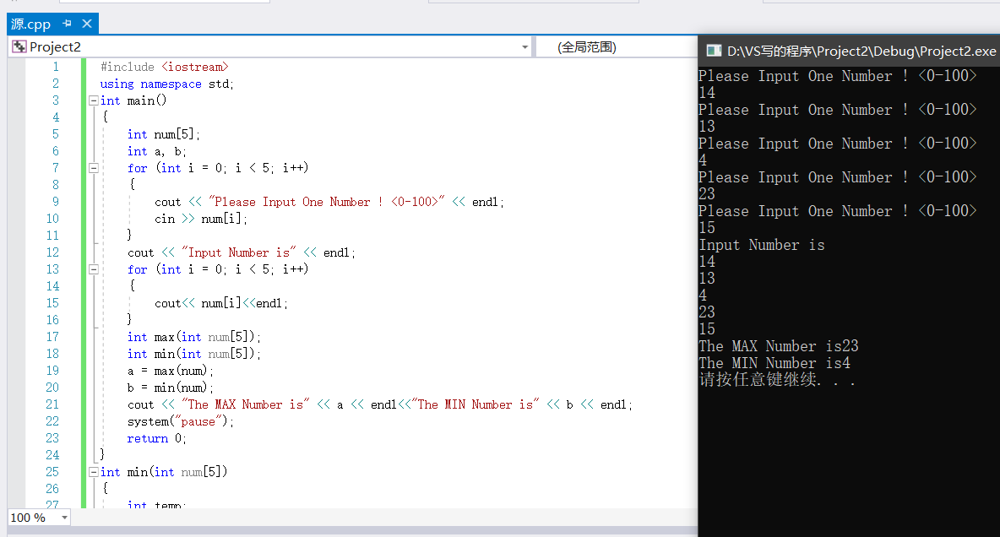 源.cpp
Project2
(全局范围)
1 #include <iostream>
2 using namespace std;
3 int main()
4 {
5 int num[5];
6 int a, b;
7 for (int i = 0; i < 5; i++)
8 {
9 cout << "Please Input One Number ! <0-100>" << endl;
10 cin >> num[i];
11 }
12 cout << "Input Number is" << endl;
13 for (int i = 0; i < 5; i++)
14 {
15 cout<< num[i]<<endl;
16 }
17 int max(int num[5]);
18 int min(int num[5]);
19 a = max(num);
20 b = min(num);
21 cout << "The MAX Number is" << a << endl<<"The MIN Number is" << b << endl;
22 system("pause");
23 return 0;
24 }
25 int min(int num[5])
26 {
27 int temp;
100 %
D:\VS写的程序\Project2\Debug\Project2.exe
Please Input One Number ! <0-100>
14
Please Input One Number ! <0-100>
13
Please Input One Number ! <0-100>
4
Please Input One Number ! <0-100>
23
Please Input One Number ! <0-100>
15
Input Number is
14
13
4
23
15
The MAX Number is23
The MIN Number is4
请按任意键继续. . .